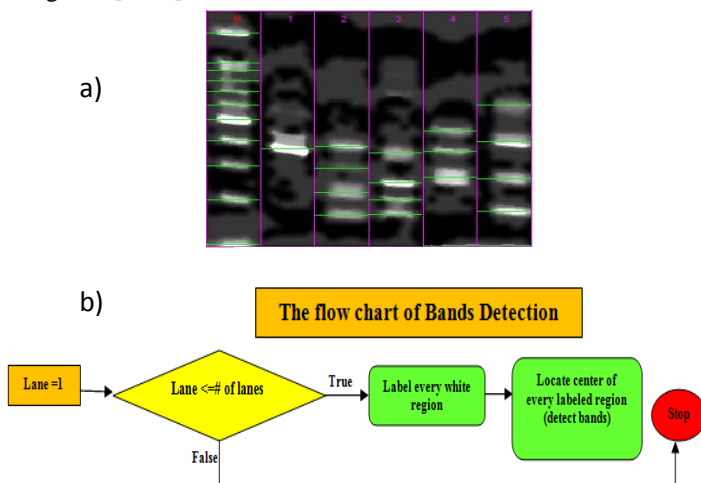 M 1 2 3 4 5
a)
b)
The flow chart of Bands Detection
Lane =1
Lane <=# of lanes
True
Label every white
region
Locate center of
every labeled region
(detect bands)
Stop
False